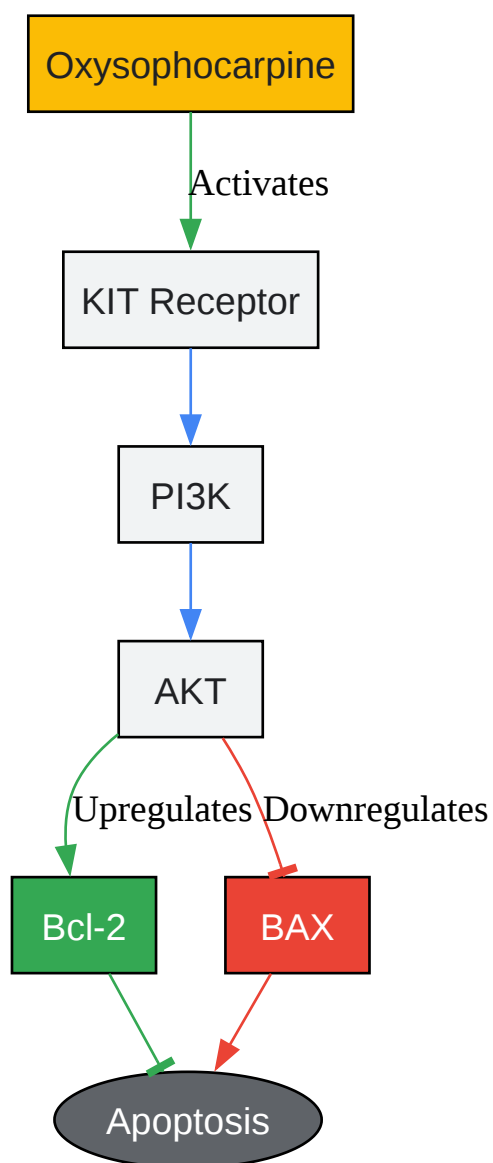 Oxysophocarpine
Activates
KIT Receptor
PI3K
AKT
Upregulates
Downregulates
Bcl-2
BAX
Apoptosis